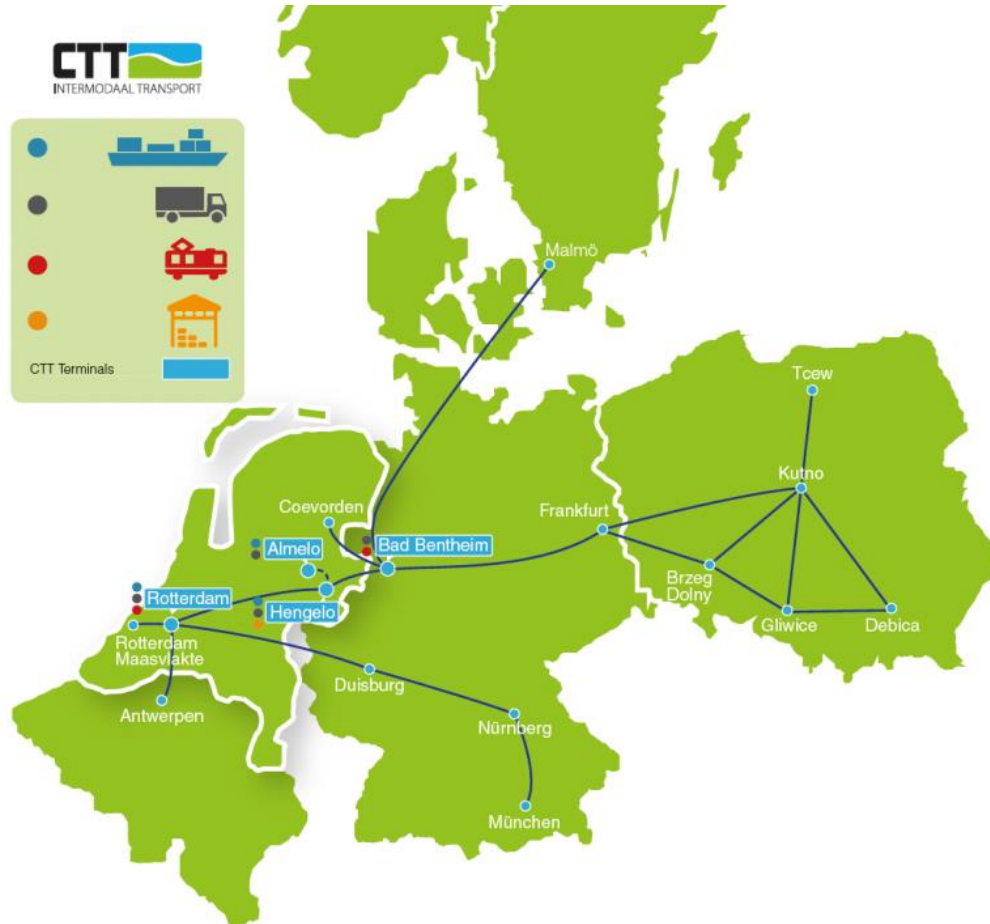 CTT
INTERMODAAL TRANSPORT
CTT Terminals
Malmö
Tcew
Kutno
Coevorden
Frankfurt
Almelo
Bad Bentheim
Brzeg
Dolny
Rotterdam
Hengelo
Gliwice
Debica
Rotterdam
Maasvlakte
Duisburg
Antwerpen
Nürnberg
München